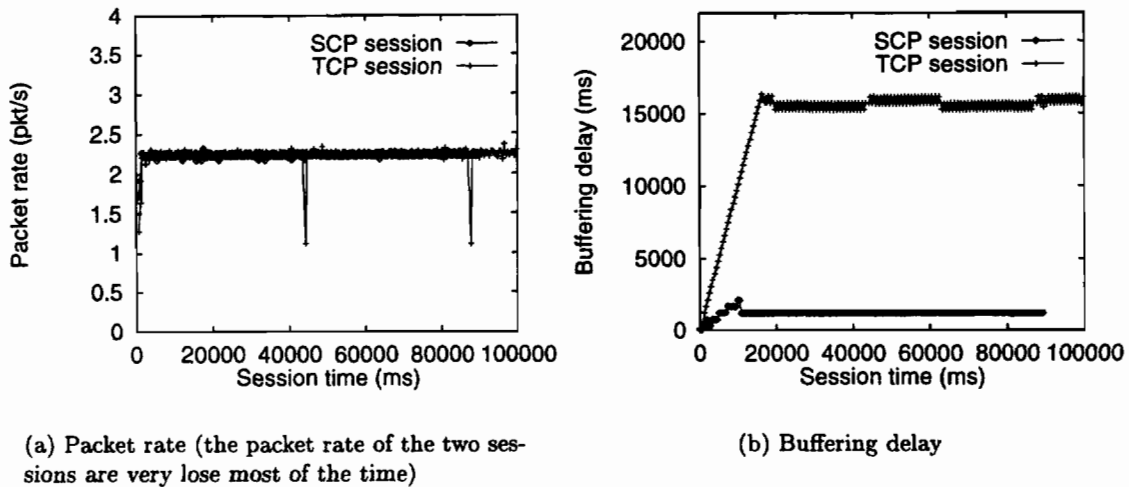 4
3.5
3
2.5
2
1.5
1
0.5
0
Packet rate (pkt/s)
SCP session
TCP session
0 20000 40000 60000 80000 100000
Session time (ms)
20000
15000
10000
5000
0
Buffering delay (ms)
SCP session
TCP session
0 20000 40000 60000 80000 100000
Session time (ms)
(a) Packet rate (the packet rate of the two ses-
sions are very lose most of the time)
(b) Buffering delay